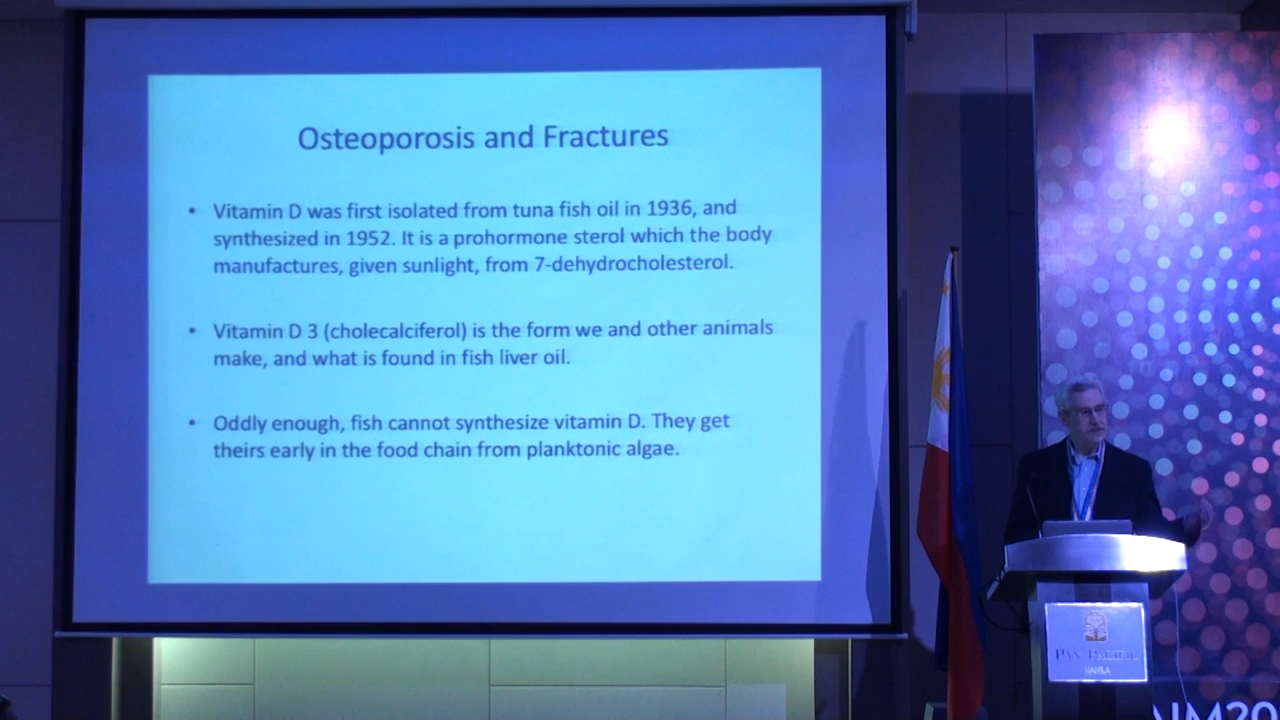 Osteoporosis and Fractures
• Vitamin D was first isolated from tuna fish oil in 1936, and
synthesized in 1952. It is a prohormone sterol which the body
manufactures, given sunlight, from 7-dehydrocholesterol.
• Vitamin D 3 (cholecalciferol) is the form we and other animals
make, and what is found in fish liver oil.
• Oddly enough, fish cannot synthesize vitamin D. They get
theirs early in the food chain from planktonic algae.
PAN PACIFIC
MANILA